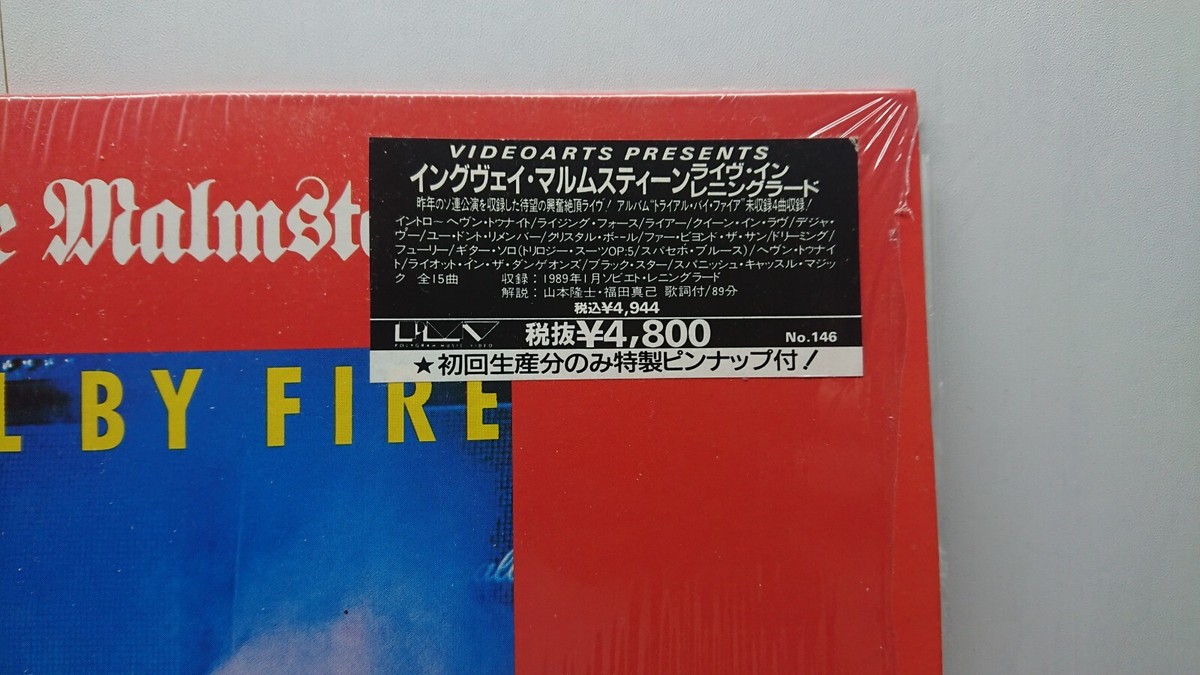 e Malmst
VIDEOARTS PRESENTS
イングヴェイ・マルムスティーン ライヴ・イン
レニングラード
昨年のソ連公演を収録した待望の興奮絶頂ライヴ! アルバム“トライアル・バイ・ファイア”未収録4曲収録!
イントロ〜ヘヴン・トゥナイト/ライジング・フォース/ライアー/クイーン・イン・ラヴ/デジャ・
ヴー/ユー・ドント・リメンバー/クリスタル・ボール/ファー・ビヨンド・ザ・サン/ドリーミング/
フューリー/ギター・ソロ(トリロジー・スーツOP:5/スパセボ・ブルース)/ヘヴン・トゥナイ
ト/ライオット・イン・ザ・ダンゲオンズ/ブラック・スター/スパニッシュ・キャッスル・マジッ
ク 全15曲 収録:1989年1月ソビエト・レニングラード
解説:山本隆士・福田真己 歌詞付/89分
税込¥4,944
POLYGRAM MUSIC VIDEO
税抜¥4,800 No.146
★初回生産分のみ特製ピンナップ付!
L BY FIRE